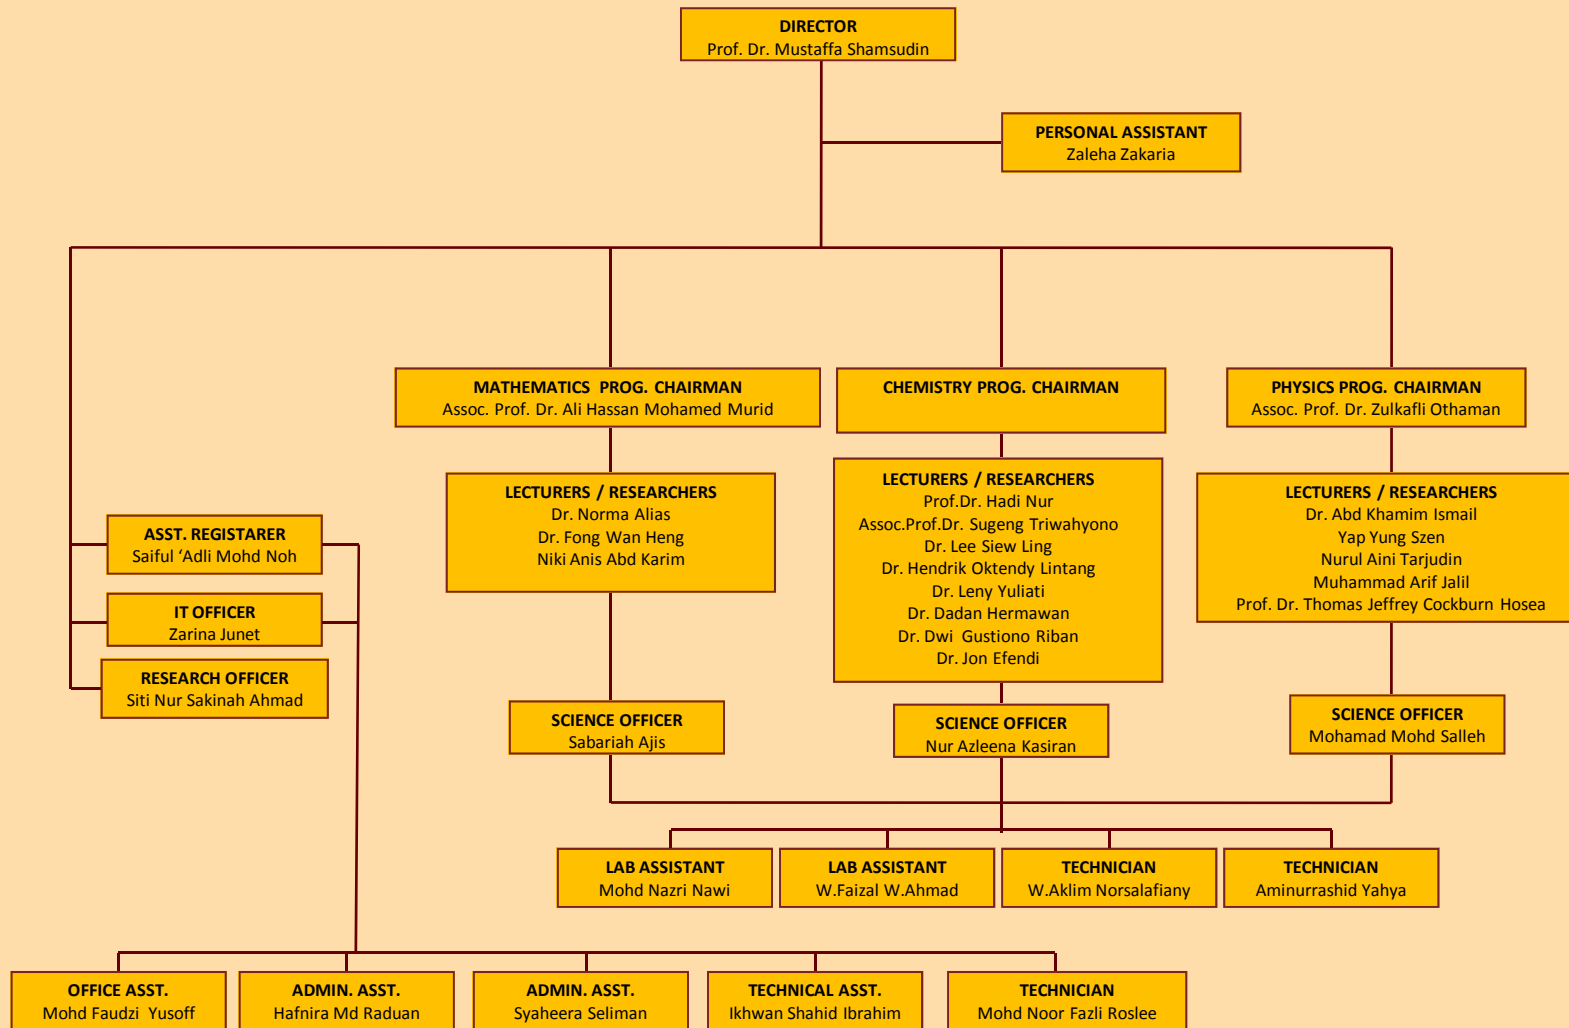 DIRECTOR
Prof. Dr. Mustaffa Shamsudin
PERSONAL ASSISTANT
Zaleha Zakaria
MATHEMATICS PROG. CHAIRMAN
Assoc. Prof. Dr. Ali Hassan Mohamed Murid
CHEMISTRY PROG. CHAIRMAN
PHYSICS PROG. CHAIRMAN
Assoc. Prof. Dr. Zulkafli Othaman
LECTURERS / RESEARCHERS
Dr. Norma Alias
Dr. Fong Wan Heng
Niki Anis Abd Karim
LECTURERS / RESEARCHERS
Prof.Dr. Hadi Nur
Assoc.Prof.Dr. Sugeng Triwahyono
Dr. Lee Siew Ling
Dr. Hendrik Oktendy Lintang
Dr. Leny Yuliati
Dr. Dadan Hermawan
Dr. Dwi Gustiono Riban
Dr. Jon Efendi
LECTURERS / RESEARCHERS
Dr. Abd Khamim Ismail
Yap Yung Szen
Nurul Aini Tarjudin
Muhammad Arif Jalil
Prof. Dr. Thomas Jeffrey Cockburn Hosea
ASST. REGISTARER
Saiful ‘Adli Mohd Noh
IT OFFICER
Zarina Junet
RESEARCH OFFICER
Siti Nur Sakinah Ahmad
SCIENCE OFFICER
Sabariah Ajis
SCIENCE OFFICER
Nur Azleena Kasiran
SCIENCE OFFICER
Mohamad Mohd Salleh
LAB ASSISTANT
Mohd Nazri Nawi
LAB ASSISTANT
W.Faizal W.Ahmad
TECHNICIAN
W.Aklim Norsalafiany
TECHNICIAN
Aminurrashid Yahya
OFFICE ASST.
Mohd Faudzi Yusoff
ADMIN. ASST.
Hafnira Md Raduan
ADMIN. ASST.
Syaheera Seliman
TECHNICAL ASST.
Ikhwan Shahid Ibrahim
TECHNICIAN
Mohd Noor Fazli Roslee